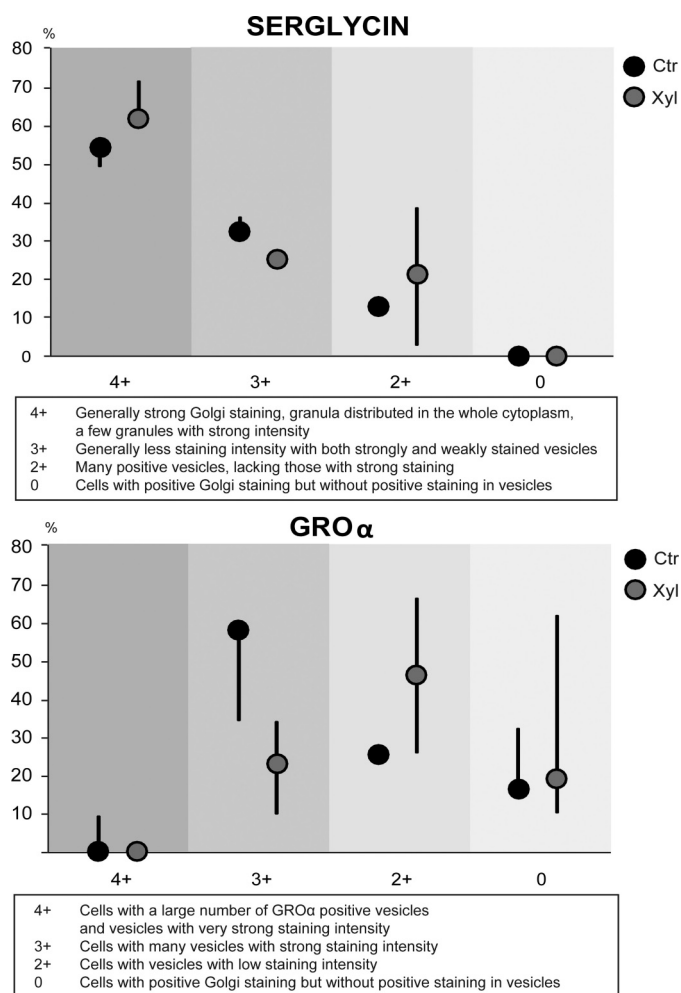 SERGLYCIN
%
80
70
60
50
40
30
20
10
0
Ctr
Xyl
4+ 3+ 2+ 0
4+ Generally strong Golgi staining, granula distributed in the whole cytoplasm,
a few granules with strong intensity
3+ Generally less staining intensity with both strongly and weakly stained vesicles
2+ Many positive vesicles, lacking those with strong staining
0 Cells with positive Golgi staining but without positive staining in vesicles
GROα
%
80
70
60
50
40
30
20
10
Ctr
Xyl
4+ 3+ 2+ 0
4+ Cells with a large number of GROα positive vesicles
and vesicles with very strong staining intensity
3+ Cells with many vesicles with strong staining intensity
2+ Cells with vesicles with low staining intensity
0 Cells with positive Golgi staining but without positive staining in vesicles